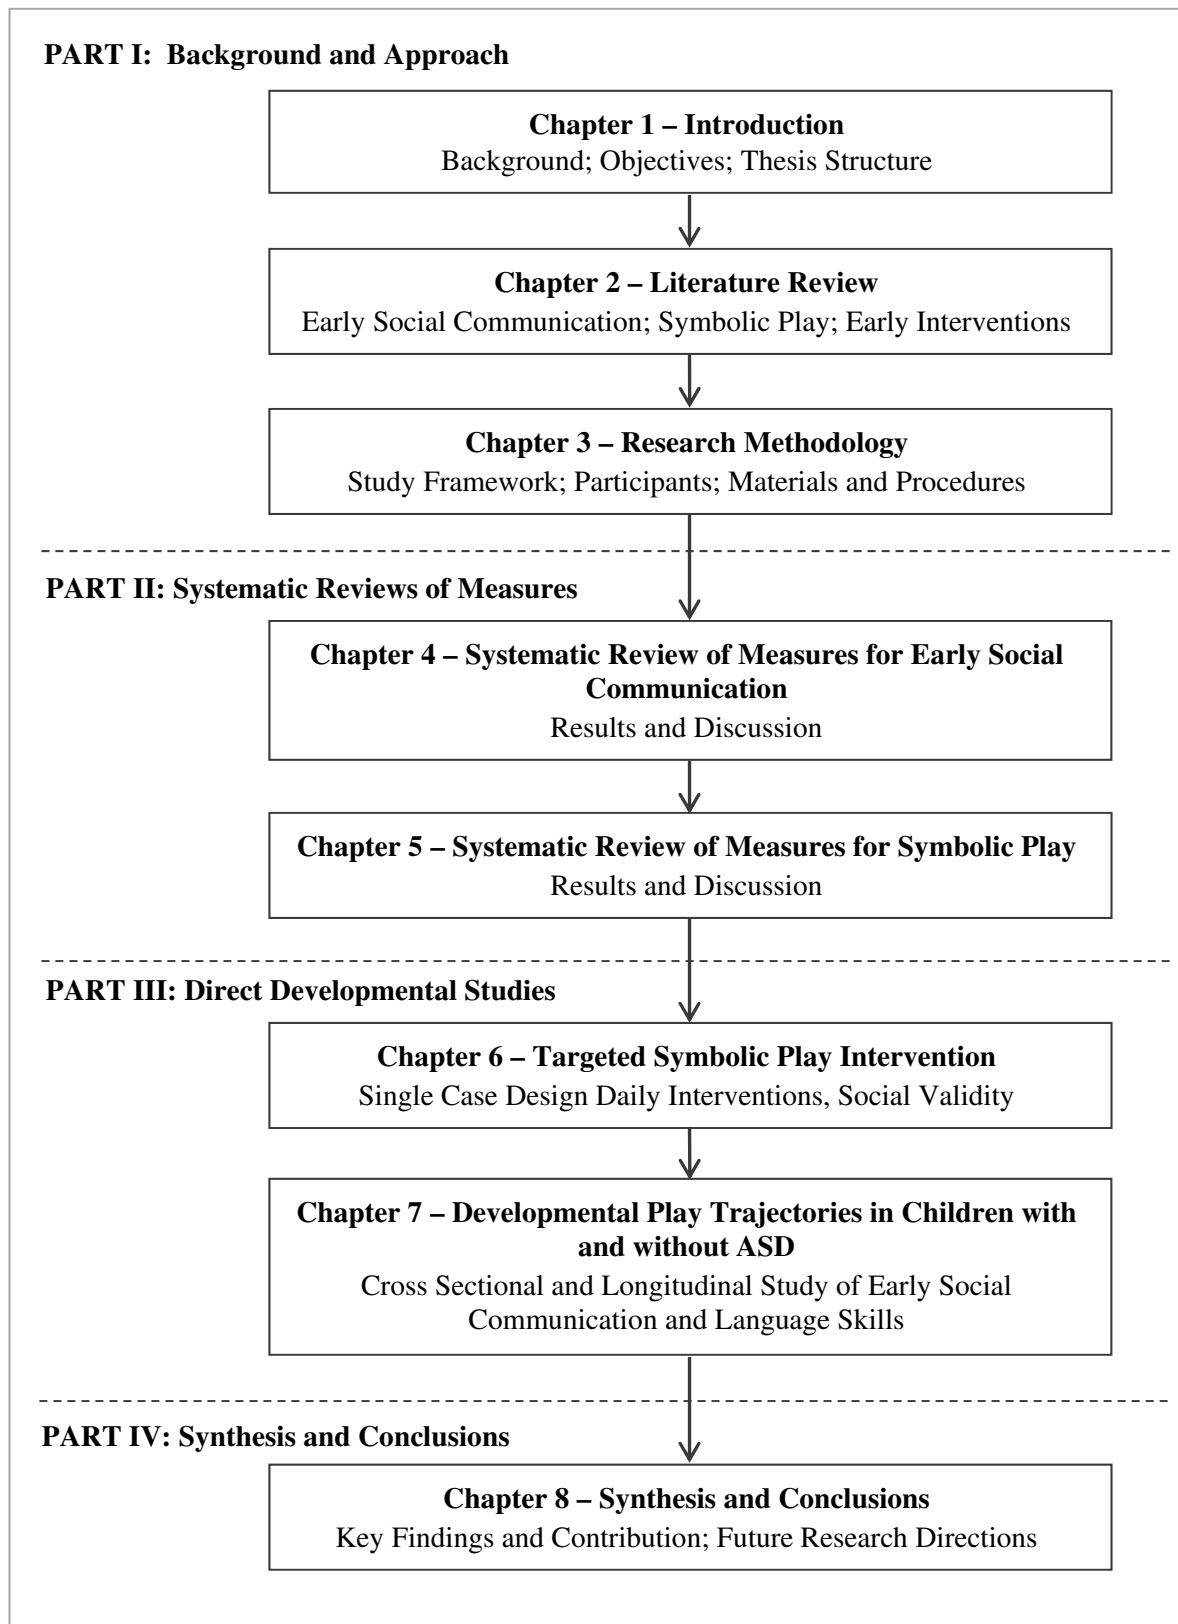 PART I:  Background and Approach
Chapter 1 – Introduction
Background; Objectives; Thesis Structure
Chapter 2 – Literature Review
Early Social Communication; Symbolic Play; Early Interventions
Chapter 3 – Research Methodology
Study Framework; Participants; Materials and Procedures
PART II: Systematic Reviews of Measures
Chapter 4 – Systematic Review of Measures for Early Social
Communication
Results and Discussion
Chapter 5 – Systematic Review of Measures for Symbolic Play
Results and Discussion
PART III: Direct Developmental Studies
Chapter 6 – Targeted Symbolic Play Intervention
Single Case Design Daily Interventions, Social Validity
Chapter 7 – Developmental Play Trajectories in Children with
and without ASD
Cross Sectional and Longitudinal Study of Early Social
Communication and Language Skills
PART IV: Synthesis and Conclusions
Chapter 8 – Synthesis and Conclusions
Key Findings and Contribution; Future Research Directions